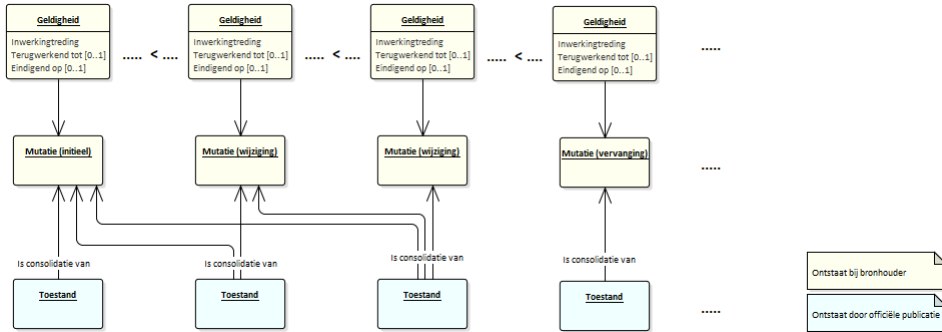 Geldigheid
Inwerkingtreding
Terugwerkend tot [0..1]
Eindigend op [0..1]
..... < ....
Geldigheid
Inwerkingtreding
Terugwerkend tot [0..1]
Eindigend op [0..1]
..... < ....
Geldigheid
Inwerkingtreding
Terugwerkend tot [0..1]
Eindigend op [0..1]
..... < ....
Geldigheid
Inwerkingtreding
Terugwerkend tot [0..1]
Eindigend op [0..1]
.....
Mutatie (initieel)
Mutatie (wijziging)
Mutatie (wijziging)
Mutatie (vervanging)
.....
Is consolidatie van
Is consolidatie van
Is consolidatie van
Is consolidatie van
Toestand
Toestand
Toestand
Toestand
.....
Ontstaat bij bronhouder
Ontstaat door officiële publicatie